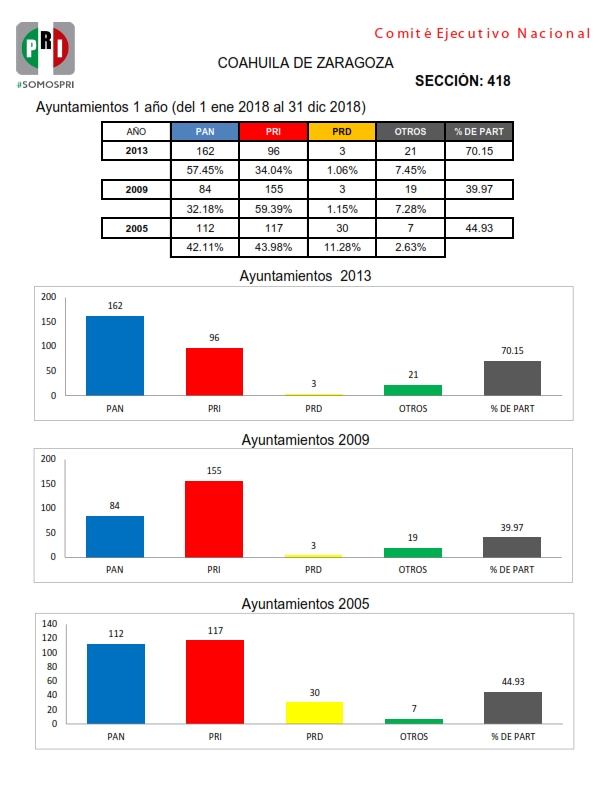 Comité Ejecutivo Nacional
PRI
#SOMOSPRI
COAHUILA DE ZARAGOZA
SECCIÓN: 418
Ayuntamientos 1 año (del 1 ene 2018 al 31 dic 2018)
AÑO PAN PRI PRD OTROS % DE PART
2013 162 96 3 21 70.15
57.45% 34.04% 1.06% 7.45%
2009 84 155 3 19 39.97
32.18% 59.39% 1.15% 7.28%
2005 112 117 30 7 44.93
42.11% 43.98% 11.28% 2.63%
Ayuntamientos 2013
200
150
100
50
0
162 96 3 21 70.15
PAN PRI PRD OTROS % DE PART
Ayuntamientos 2009
200
150
100
50
0
84 155 3 19 39.97
PAN PRI PRD OTROS % DE PART
Ayuntamientos 2005
140
120
100
80
60
40
20
0
112 117 30 7 44.93
PAN PRI PRD OTROS % DE PART